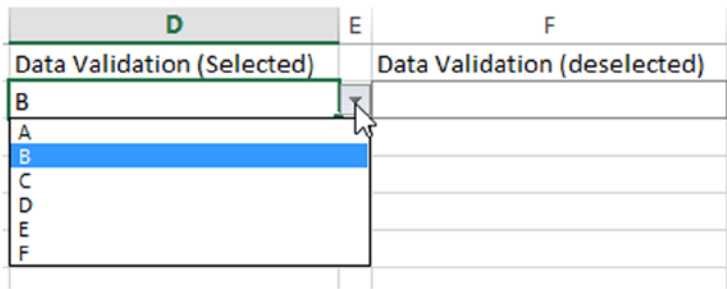 D E F
Data Validation (Selected) Data Validation (deselected)
B
A
B
C
D
E
F